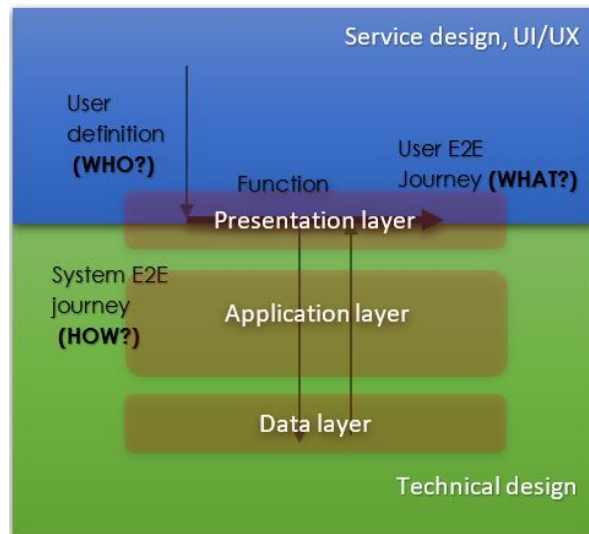 Service design, UI/UX
User
definition
(WHO?)
User E2E
Journey (WHAT?)
Function
Presentation layer
System E2E
journey
(HOW?)
Application layer
Data layer
Technical design